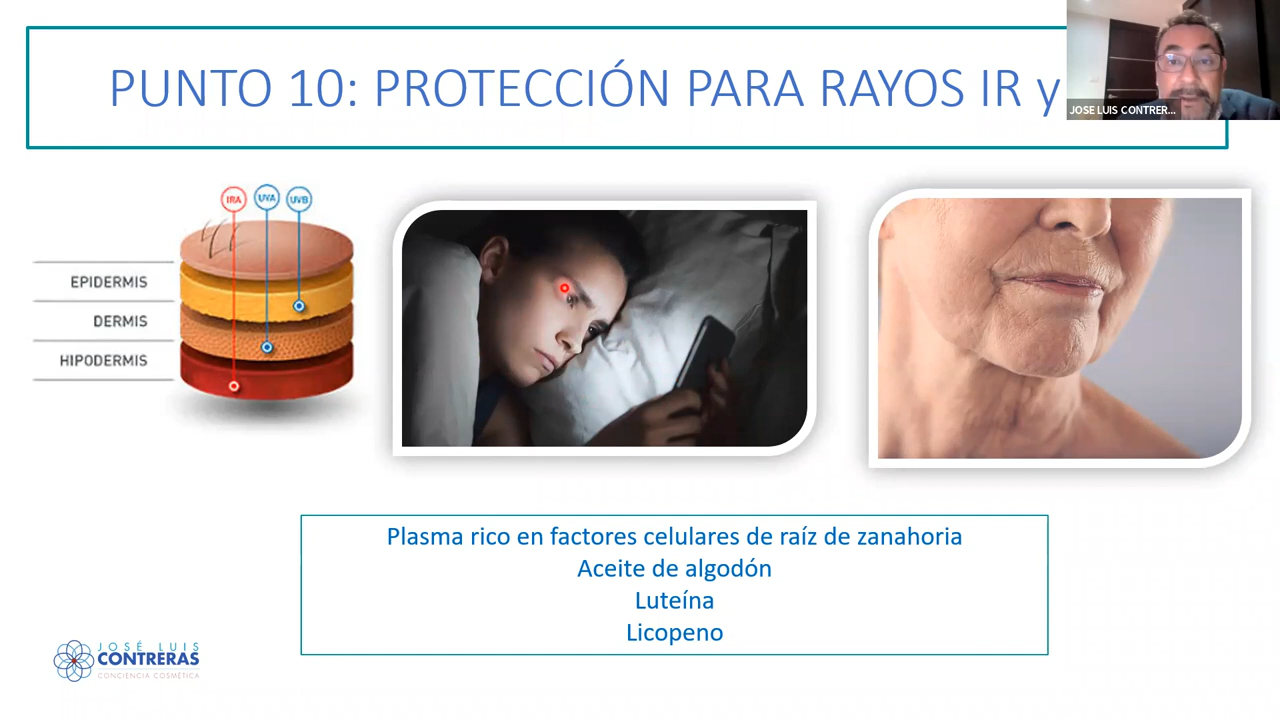 PUNTO 10: PROTECCIÓN PARA RAYOS IR y
JOSE LUIS CONTRER...
IRA
UVA
UVB
EPIDERMIS
DERMIS
HIPODERMIS
Plasma rico en factores celulares de raíz de zanahoria
Aceite de algodón
Luteína
Licopeno
JOSÉ LUIS
CONTRERAS
CONCIENCIA COSMÉTICA